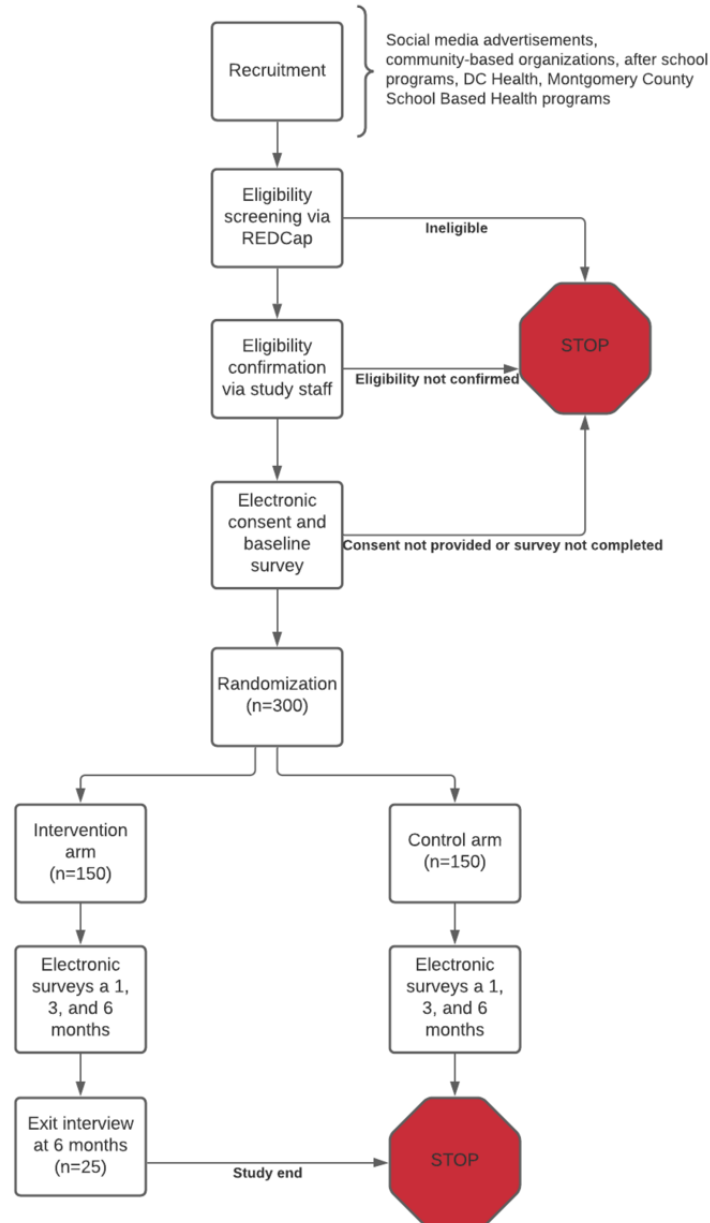 Recruitment
Social media advertisements,
community-based organizations, after school
programs, DC Health, Montgomery County
School Based Health programs
Eligibility
screening via
REDCap
Ineligible
STOP
Eligibility
confirmation
via study staff
Eligibility not confirmed
Electronic
consent and
baseline
survey
Consent not provided or survey not completed
Randomization
(n=300)
Intervention
arm
(n=150)
Control arm
(n=150)
Electronic
surveys a 1,
3, and 6
months
Electronic
surveys a 1,
3, and 6
months
Exit interview
at 6 months
(n=25)
Study end
STOP